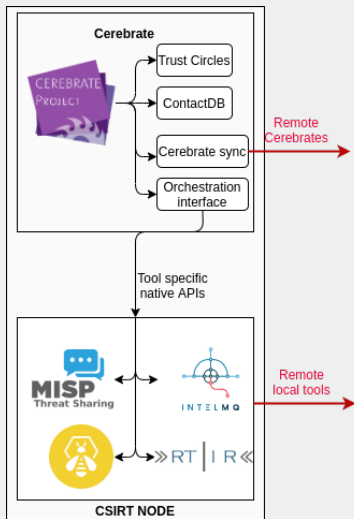 Cerebrate
CEREBRATE
PROJECT
Trust Circles
ContactDB
Cerebrate sync
Orchestration
interface
Remote
Cerebrates
Tool specific
native APIs
MISP
Threat Sharing
INTELMQ
Remote
local tools
>>RT|IR<<
CSIRT NODE